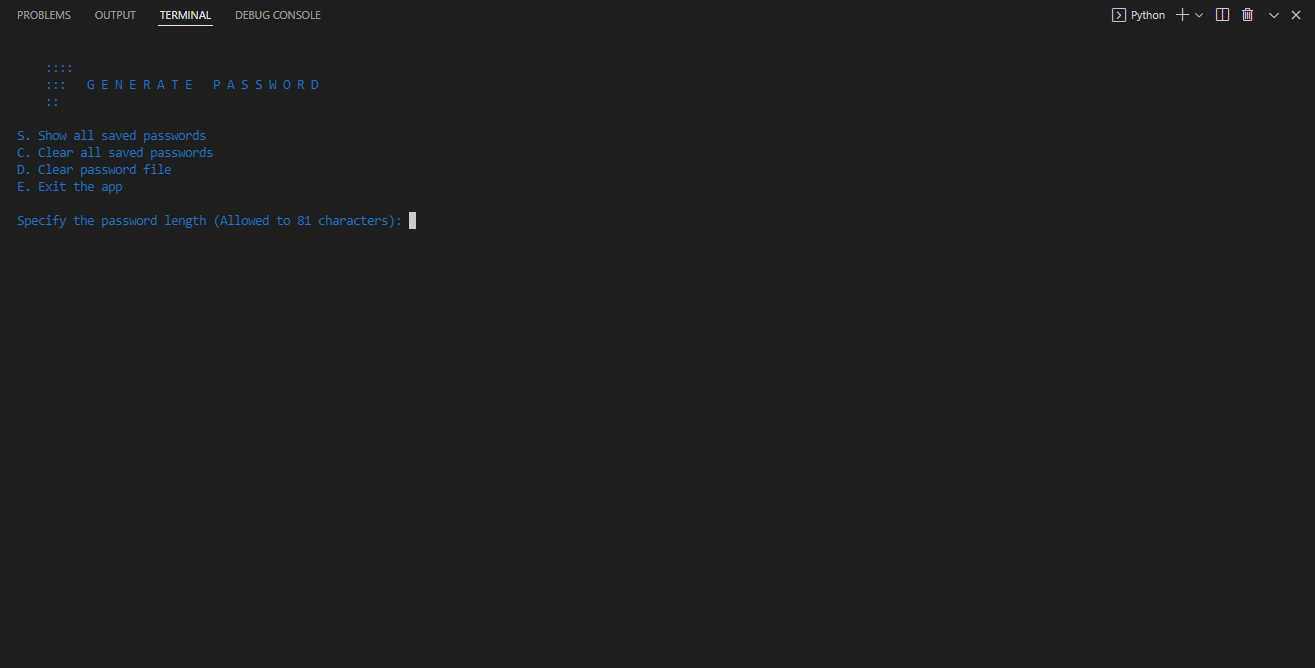 PROBLEMS OUTPUT TERMINAL DEBUG CONSOLE Python
::::
::: G E N E R A T E P A S S W O R D
::
S. Show all saved passwords
C. Clear all saved passwords
D. Clear password file
E. Exit the app
Specify the password length (Allowed to 81 characters):